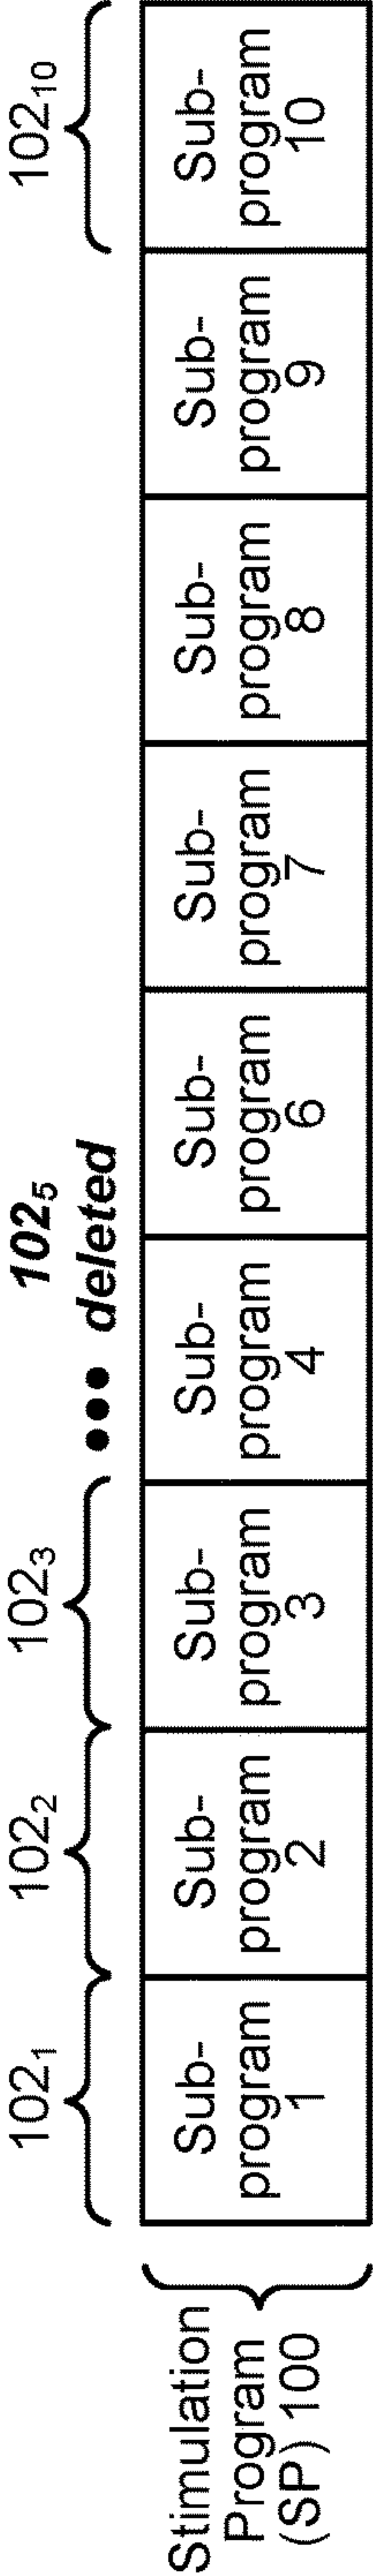 102₁
102₂
102₃
102₅
102₁₀
••• deleted
Stimulation
Program
(SP) 100
Sub-
program
1
Sub-
program
2
Sub-
program
3
Sub-
program
4
Sub-
program
6
Sub-
program
7
Sub-
program
8
Sub-
program
9
Sub-
program
10